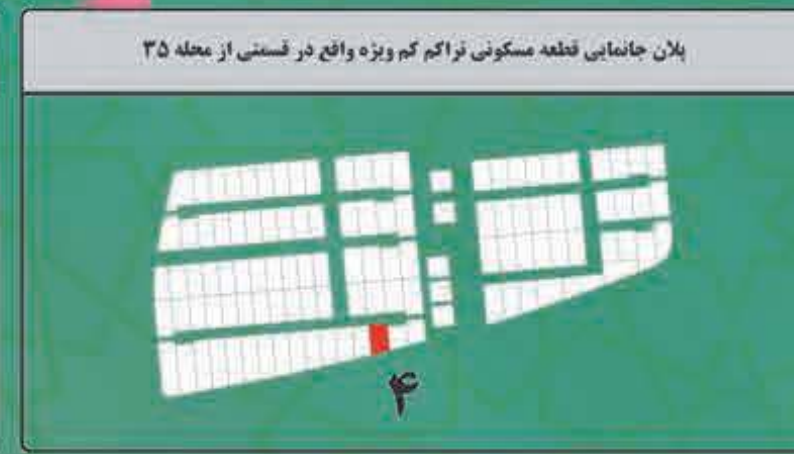 پلان جانمایی قطعه مسکونی تراکم کم ویژه واقع در قسمتی از محله ۳۵
۴